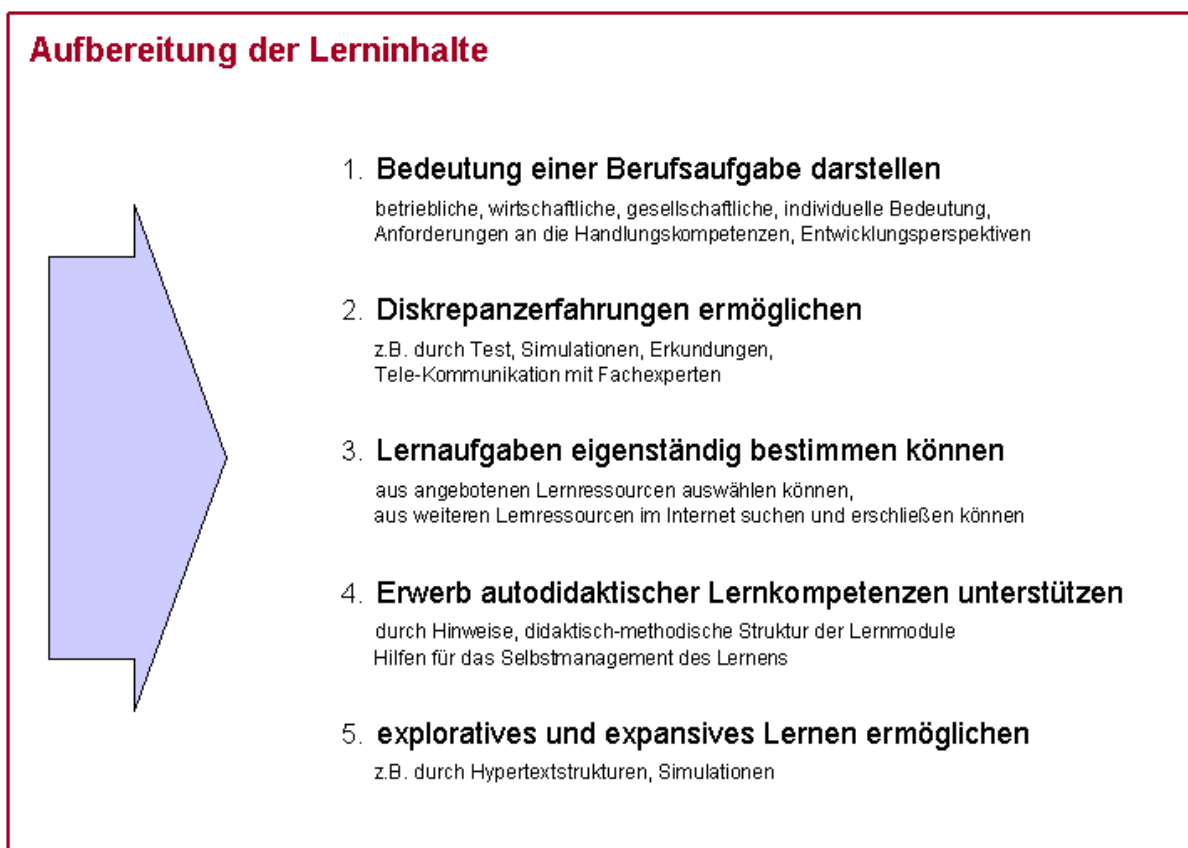 Aufbereitung der Lerninhalte
1. Bedeutung einer Berufsaufgabe darstellen
betriebliche, wirtschaftliche, gesellschaftliche, individuelle Bedeutung,
Anforderungen an die Handlungskompetenzen, Entwicklungsperspektiven
2. Diskrepanzerfahrungen ermöglichen
z.B. durch Test, Simulationen, Erkundungen,
Tele-Kommunikation mit Fachexperten
3. Lernaufgaben eigenständig bestimmen können
aus angebotenen Lernressourcen auswählen können,
aus weiteren Lernressourcen im Internet suchen und erschließen können
4. Erwerb autodidaktischer Lernkompetenzen unterstützen
durch Hinweise, didaktisch-methodische Struktur der Lernmodule
Hilfen für das Selbstmanagement des Lernens
5. exploratives und expansives Lernen ermöglichen
z.B. durch Hypertextstrukturen, Simulationen